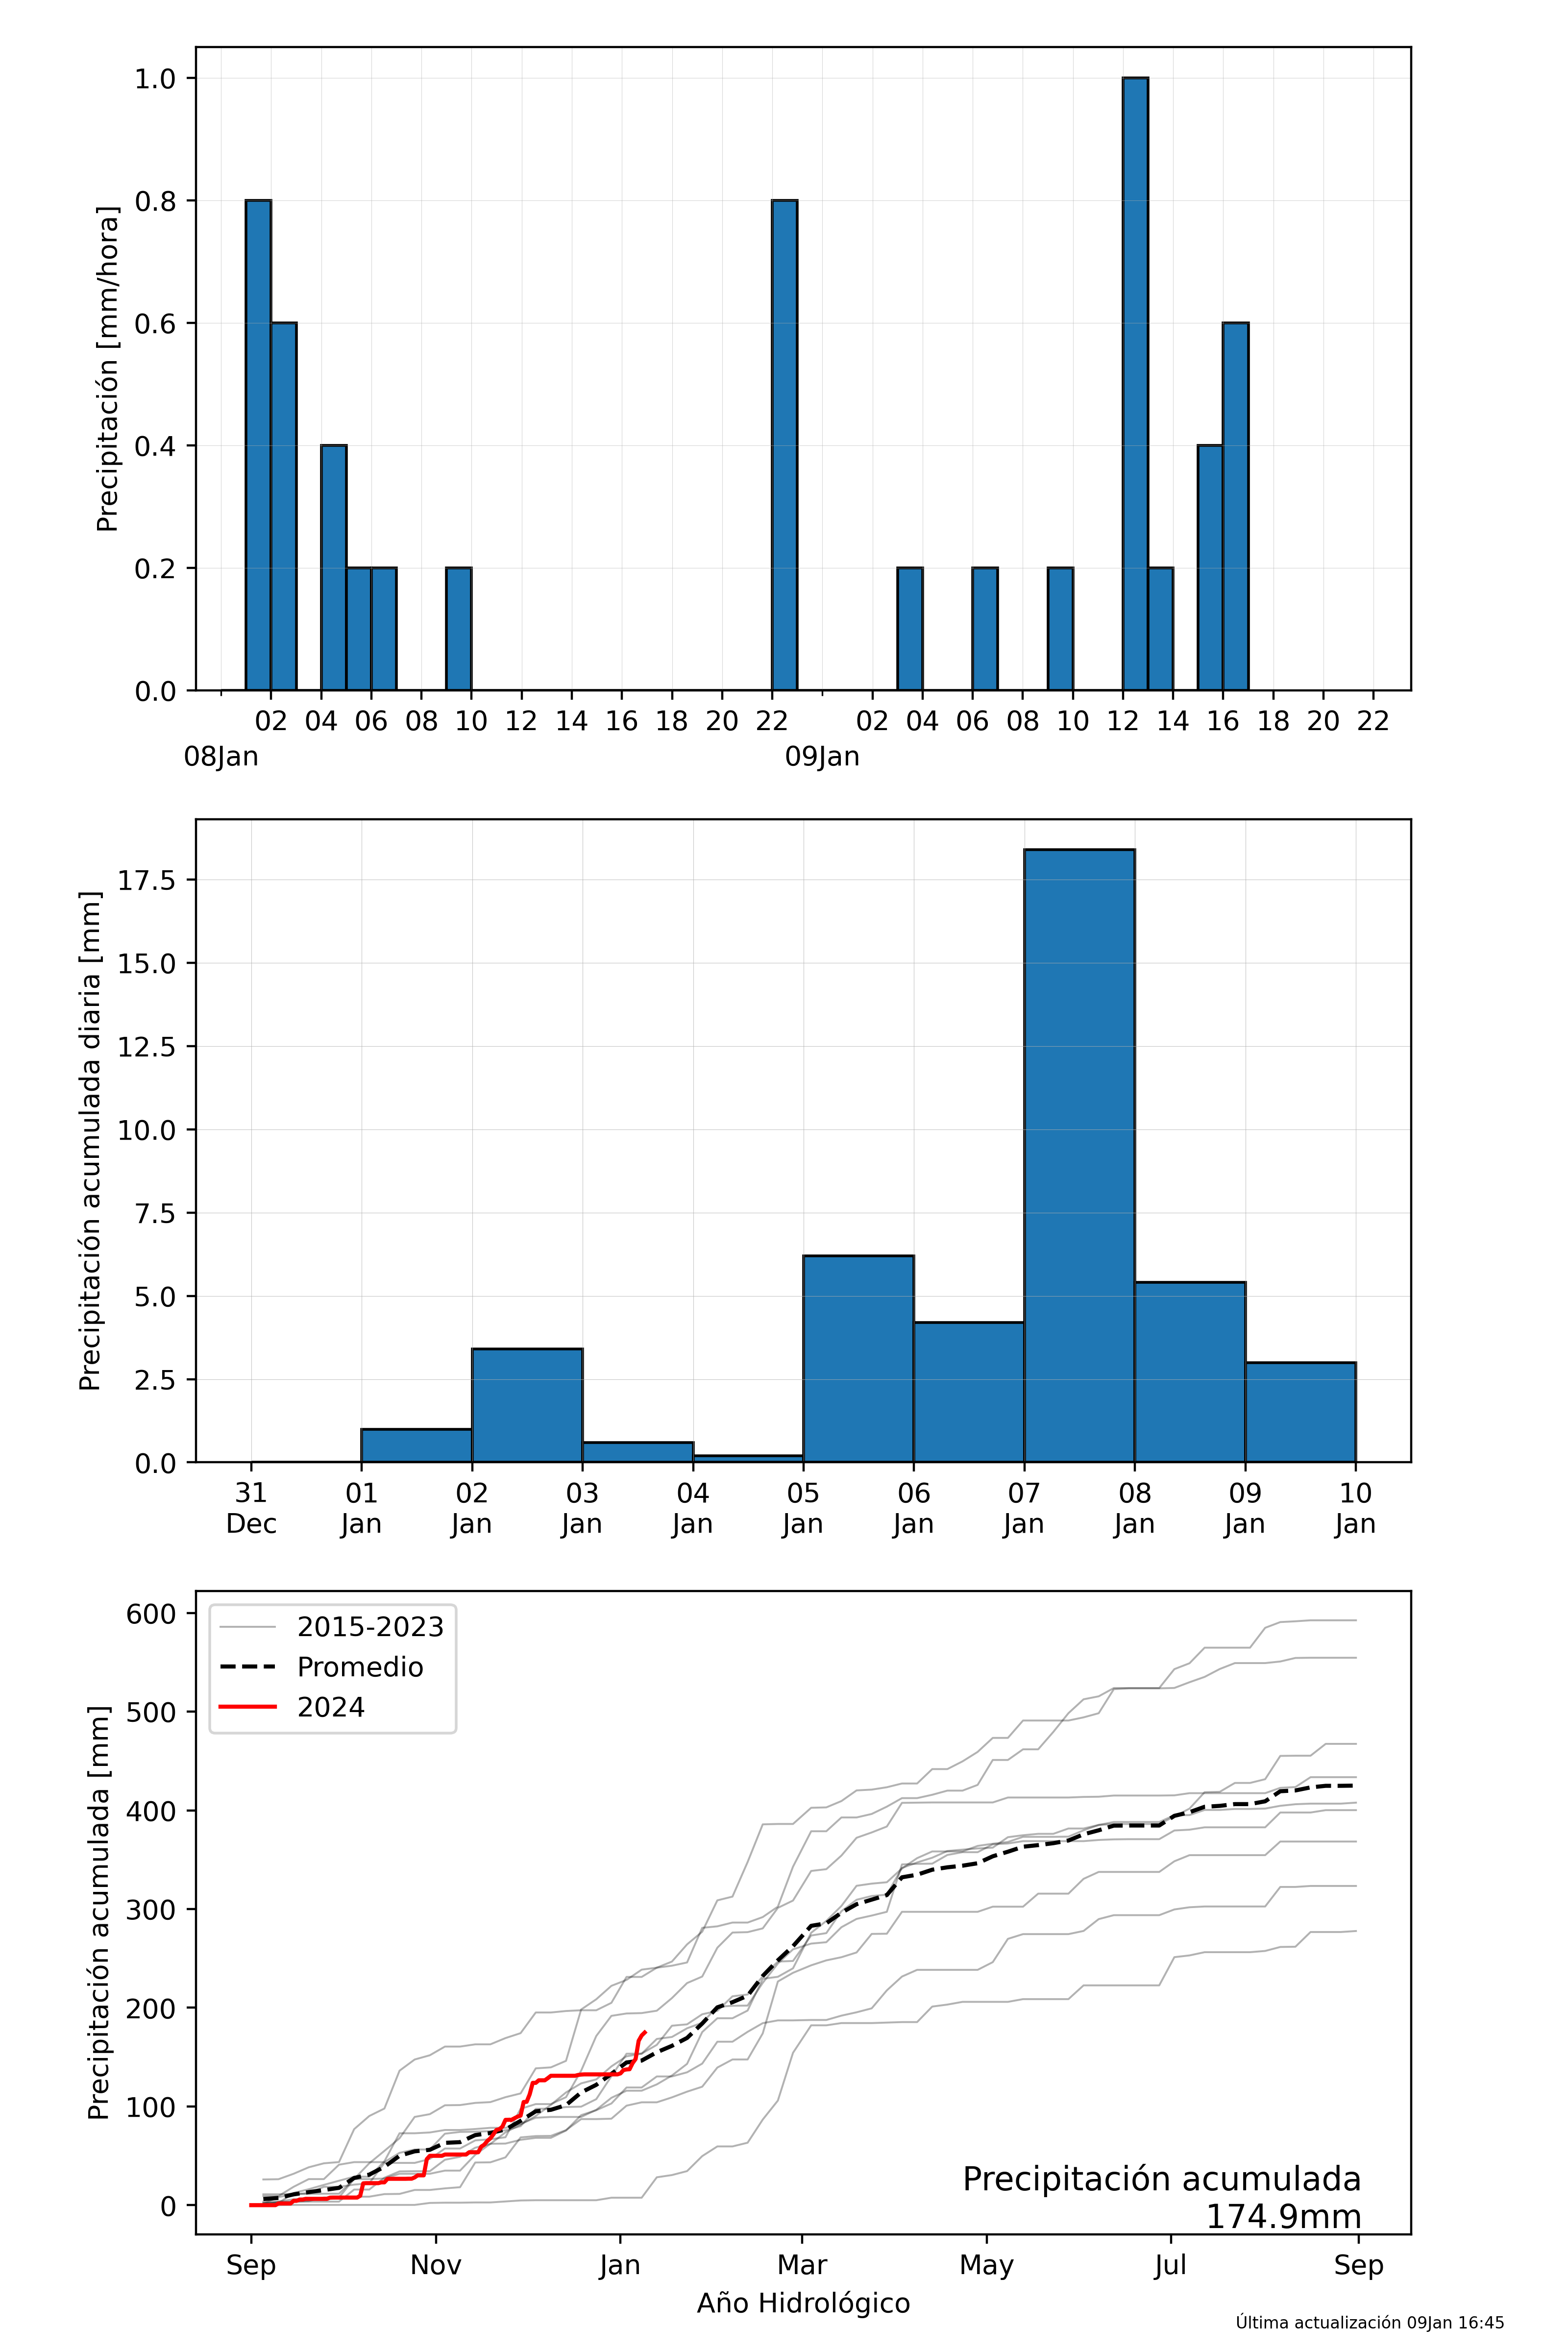 Precipitación [mm/hora]
1.0
0.8
0.6
0.4
0.2
0.0
02 04 06 08 10 12 14 16 18 20 22 02 04 06 08 10 12 14 16 18 20 22
08Jan 09Jan
Precipitación acumulada diaria [mm]
17.5
15.0
12.5
10.0
7.5
5.0
2.5
0.0
31 01 02 03 04 05 06 07 08 09 10
Dec Jan Jan Jan Jan Jan Jan Jan Jan Jan Jan
Precipitación acumulada [mm]
600
500
400
300
200
100
0
2015-2023
Promedio
2024
Precipitación acumulada
174.9mm
Sep Nov Jan Mar May Jul Sep
Año Hidrológico
Última actualización 09Jan 16:45